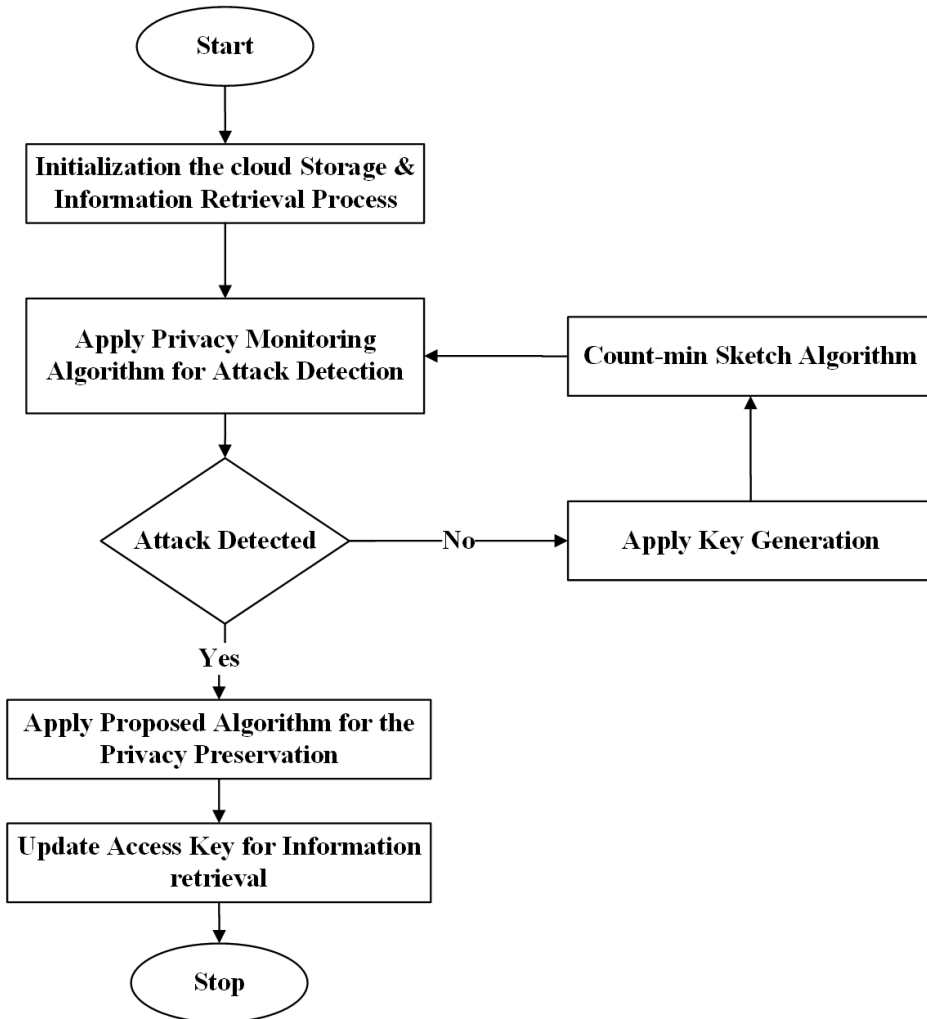 Start
Initialization the cloud Storage &
Information Retrieval Process
Apply Privacy Monitoring
Algorithm for Attack Detection
Count-min Sketch Algorithm
Attack Detected
No
Apply Key Generation
Yes
Apply Proposed Algorithm for the
Privacy Preservation
Update Access Key for Information
retrieval
Stop